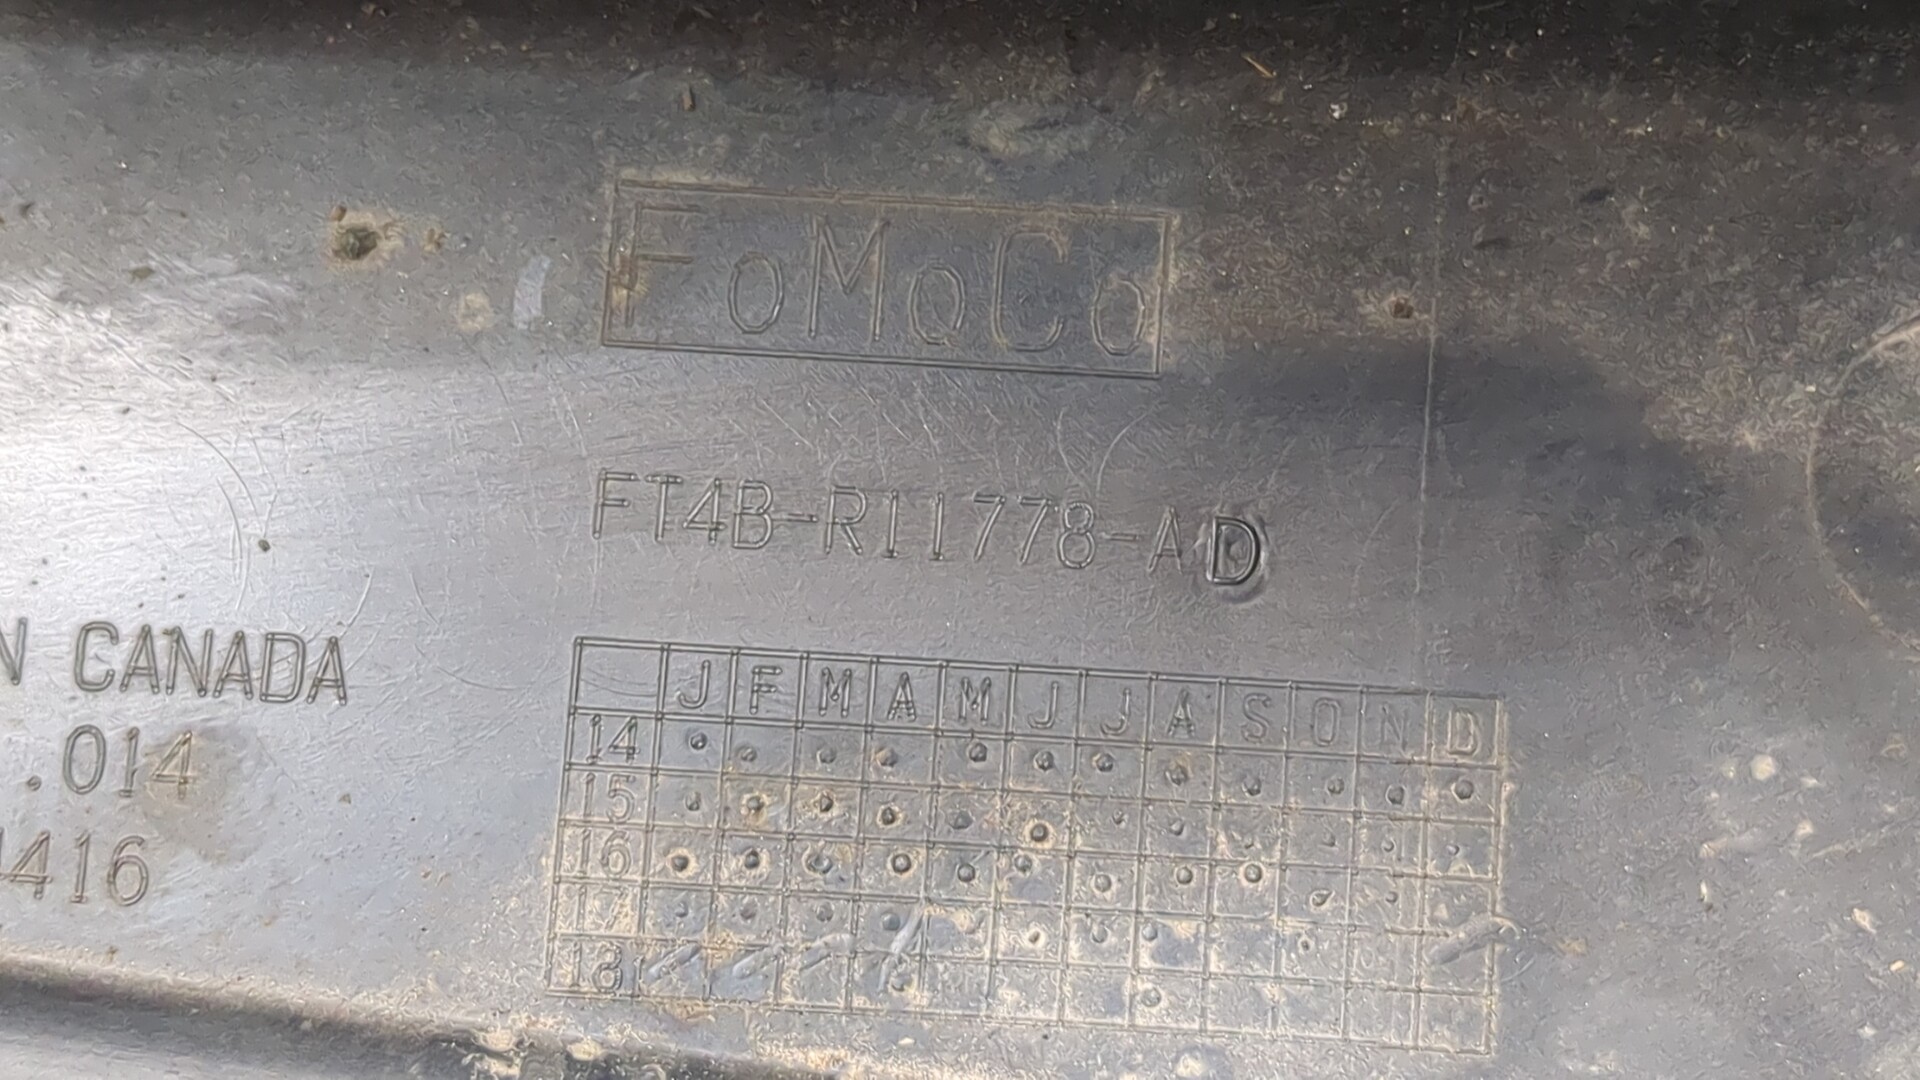 FoMoCo
FT4B-R11778-AD
N CANADA
.014
416
J F M A M J J A S O N D
14
15
16
17
18